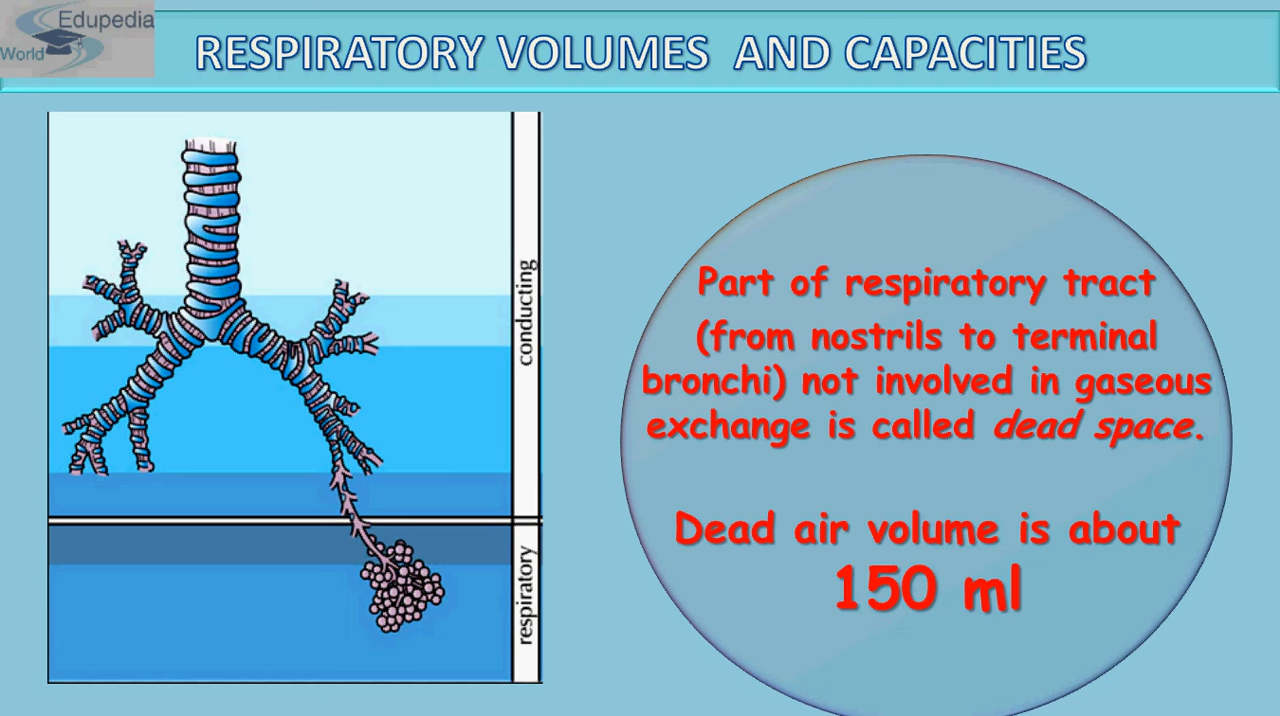 Edupedia
World
RESPIRATORY VOLUMES AND CAPACITIES
conducting
respiratory
Part of respiratory tract
(from nostrils to terminal
bronchi) not involved in gaseous
exchange is called dead space.
Dead air volume is about
150 ml